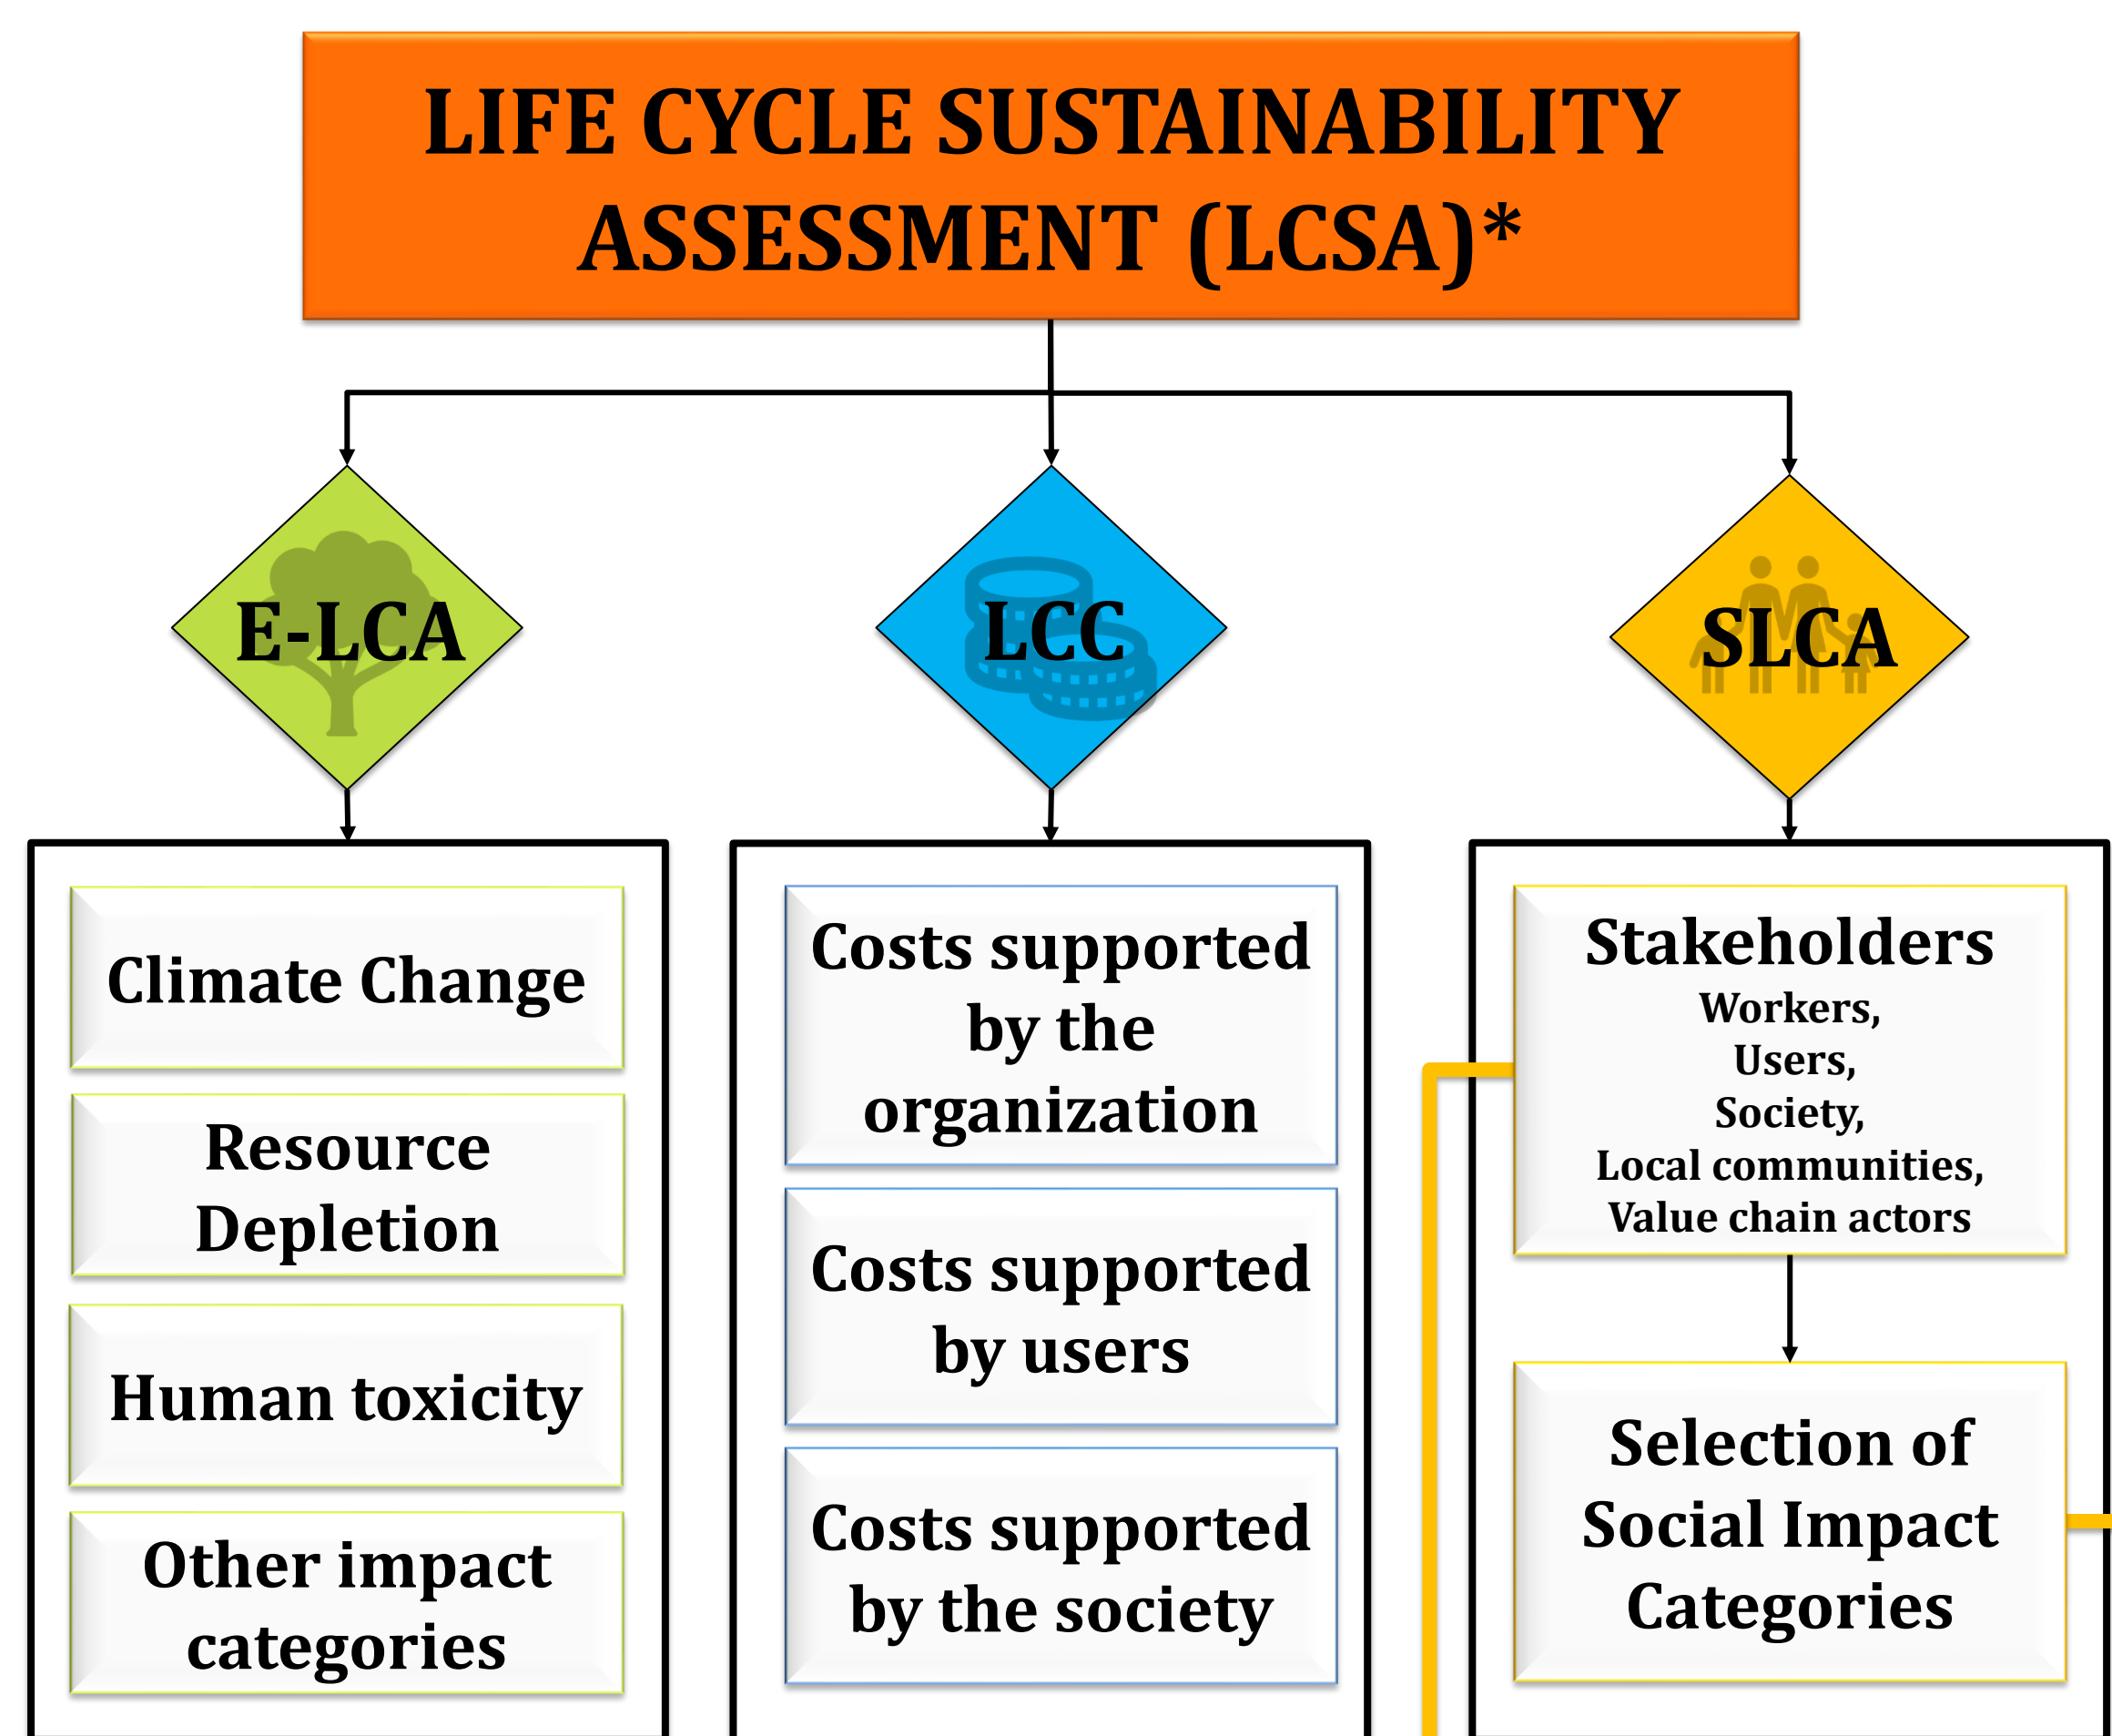 LIFE CYCLE SUSTAINABILITY
ASSESSMENT (LCSA)*
E-LCA
LCC
SLCA
Climate Change
Resource
Depletion
Human toxicity
Other impact
categories
Costs supported
by the
organization
Costs supported
by users
Costs supported
by the society
Stakeholders
Workers,
Users,
Society,
Local communities,
Value chain actors
Selection of
Social Impact
Categories